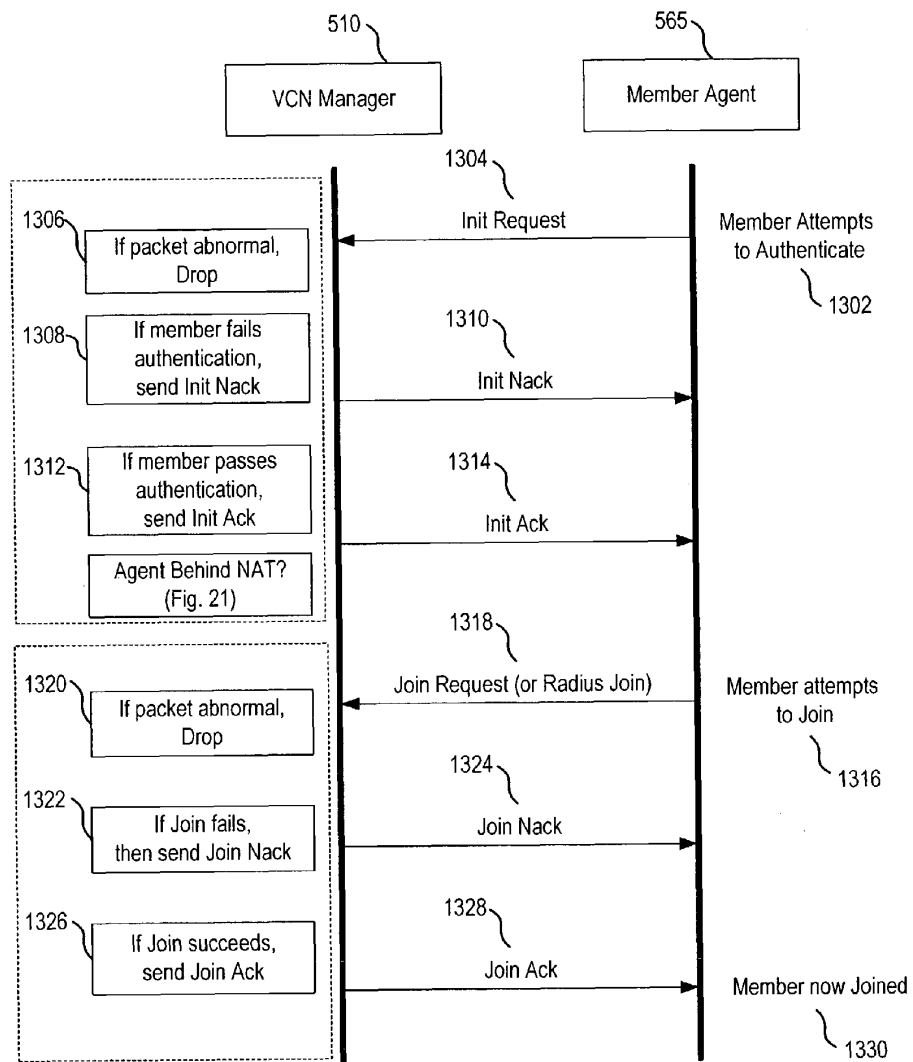 510
565
VCN Manager
Member Agent
1304
Init Request
1306
If packet abnormal,
Drop
Member Attempts
to Authenticate
1302
1308
If member fails
authentication,
send Init Nack
1310
Init Nack
1312
If member passes
authentication,
send Init Ack
1314
Init Ack
Agent Behind NAT?
(Fig. 21)
1318
Join Request (or Radius Join)
1320
If packet abnormal,
Drop
Member attempts
to Join
1316
1322
If Join fails,
then send Join Nack
1324
Join Nack
1326
If Join succeeds,
send Join Ack
1328
Join Ack
Member now Joined
1330